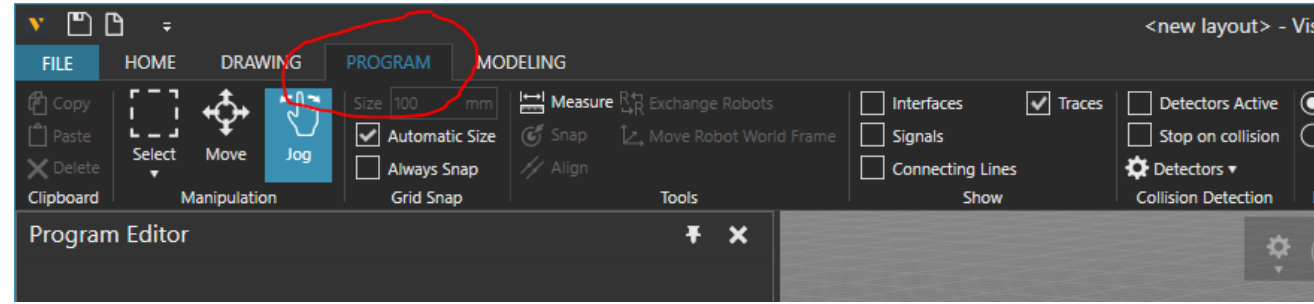 <new layout> - Vis
FILE HOME DRAWING PROGRAM MODELING
Copy
Paste
Delete
Clipboard
Select
Move
Jog
Manipulation
Size 100 mm
Automatic Size
Always Snap
Grid Snap
Measure
Snap
Align
Exchange Robots
Move Robot World Frame
Tools
Interfaces
Signals
Connecting Lines
Traces
Show
Detectors Active
Stop on collision
Detectors
Collision Detection
Program Editor